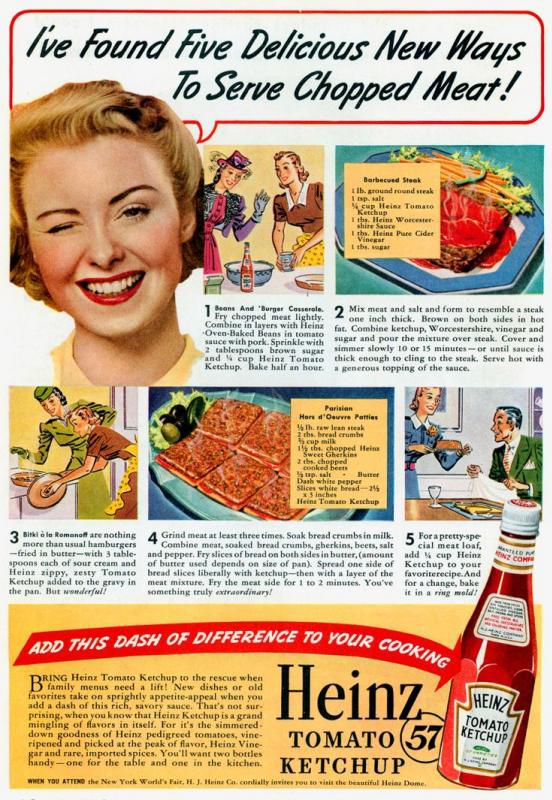 I've Found Five Delicious New Ways
To Serve Chopped Meat!
Barbecued Steak
1 lb. ground round steak
1 tsp. salt
¼ cup Heinz Tomato
Ketchup
1 tbs. Heinz Worcester-
shire Sauce
1 tbs. Heinz Pure Cider
Vinegar
1 tbs. sugar
1 Beans And 'Burger Casserole.
Fry chopped meat lightly.
Combine in layers with Heinz
Oven-Baked Beans in tomato
sauce with pork. Sprinkle with
2 tablespoons brown sugar
and ¼ cup Heinz Tomato
Ketchup. Bake half an hour.
2 Mix meat and salt and form to resemble a steak
one inch thick. Brown on both sides in hot
fat. Combine ketchup, Worcestershire, vinegar and
sugar and pour the mixture over steak. Cover and
simmer slowly 10 or 15 minutes—or until sauce is
thick enough to cling to the steak. Serve hot with
a generous topping of the sauce.
Parisian
Hors d'Oeuvre Patties
½ lb. raw lean steak
2 tbs. bread crumbs
½ cup milk
1½ tbs. chopped Heinz
Sweet Gherkins
2 tbs. chopped
cooked beets
½ tsp. salt - Butter
Dash white pepper
Slices white bread—2½
x 3 inches
Heinz Tomato Ketchup
3 Bitki à la Romanoff are nothing
more than usual hamburgers
—fried in butter—with 3 table-
spoons each of sour cream and
Heinz zippy, zesty Tomato
Ketchup added to the gravy in
the pan. But wonderful!
4 Grind meat at least three times. Soak bread crumbs in milk.
Combine meat, soaked bread crumbs, gherkins, beets, salt
and pepper. Fry slices of bread on both sides in butter, (amount
of butter used depends on size of pan). Spread one side of
bread slices liberally with ketchup—then with a layer of the
meat mixture. Fry the meat side for 1 to 2 minutes. You've
something truly extraordinary!
5 For a pretty-spe-
cial meat loaf,
add ¼ cup Heinz
Ketchup to your
favorite recipe. And
for a change, bake
it in a ring mold!
ADD THIS DASH OF DIFFERENCE TO YOUR COOKING
BRING Heinz Tomato Ketchup to the rescue when
family menus need a lift! New dishes or old
favorites take on sprightly appetite-appeal when you
add a dash of this rich, savory sauce. That's not sur-
prising, when you know that Heinz Ketchup is a grand
mingling of flavors in itself. For it's the simmered-
down goodness of Heinz pedigreed tomatoes, vine-
ripened and picked at the peak of flavor, Heinz Vine-
gar and rare, imported spices. You'll want two bottles
handy—one for the table and one in the kitchen.
Heinz
TOMATO 57
KETCHUP
HEINZ
TOMATO
KETCHUP
WHEN YOU ATTEND the New York World's Fair, H. J. Heinz Co. cordially invites you to visit the beautiful Heinz Dome.